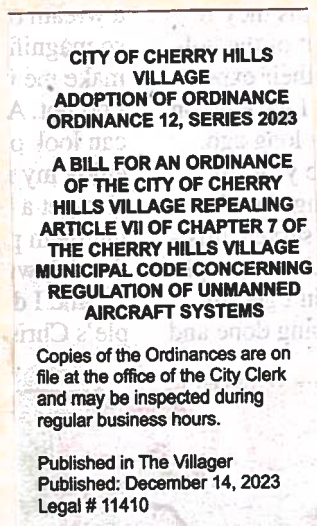 CITY OF CHERRY HILLS
VILLAGE
ADOPTION OF ORDINANCE
ORDINANCE 12, SERIES 2023
A BILL FOR AN ORDINANCE
OF THE CITY OF CHERRY
HILLS VILLAGE REPEALING
ARTICLE VII OF CHAPTER 7 OF
THE CHERRY HILLS VILLAGE
MUNICIPAL CODE CONCERNING
REGULATION OF UNMANNED
AIRCRAFT SYSTEMS
Copies of the Ordinances are on
file at the office of the City Clerk
and may be inspected during
regular business hours.
Published in The Villager
Published: December 14, 2023
Legal # 11410